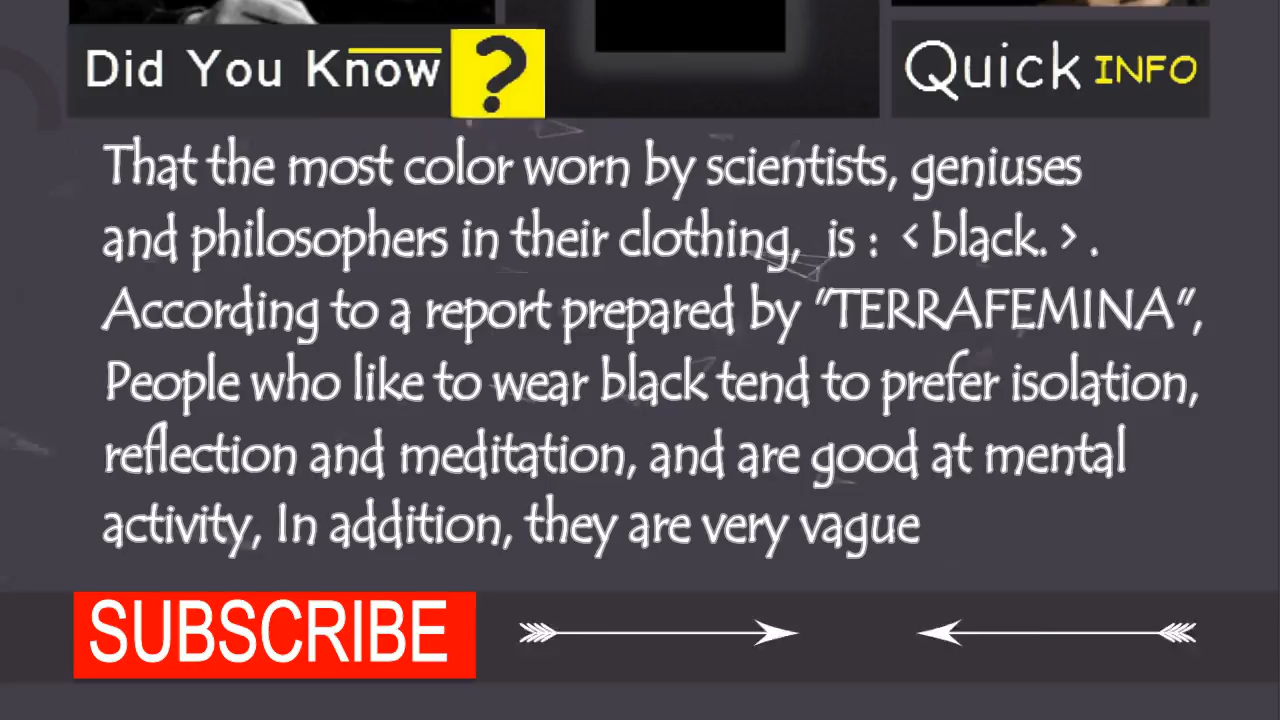 Did You Know ?
Quick INFO
That the most color worn by scientists, geniuses
and philosophers in their clothing,  is :  < black. > .
According to a report prepared by "TERRAFEMINA",
People who like to wear black tend to prefer isolation,
reflection and meditation, and are good at mental
activity, In addition, they are very vague
SUBSCRIBE